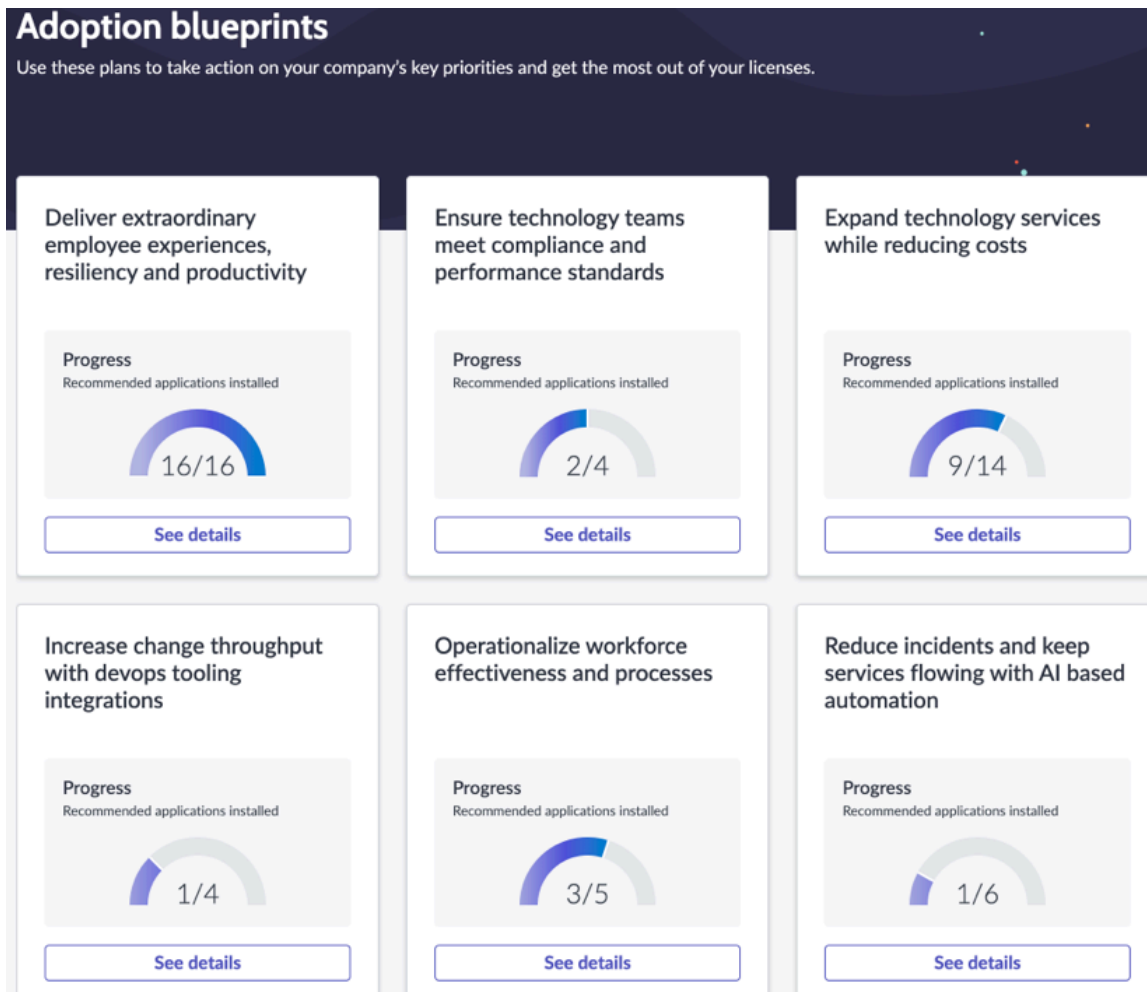 Adoption blueprints
Use these plans to take action on your company's key priorities and get the most out of your licenses.
Deliver extraordinary
employee experiences,
resiliency and productivity
Progress
Recommended applications installed
16/16
See details
Ensure technology teams
meet compliance and
performance standards
Progress
Recommended applications installed
2/4
See details
Expand technology services
while reducing costs
Progress
Recommended applications installed
9/14
See details
Increase change throughput
with devops tooling
integrations
Progress
Recommended applications installed
1/4
See details
Operationalize workforce
effectiveness and processes
Progress
Recommended applications installed
3/5
See details
Reduce incidents and keep
services flowing with AI based
automation
Progress
Recommended applications installed
1/6
See details